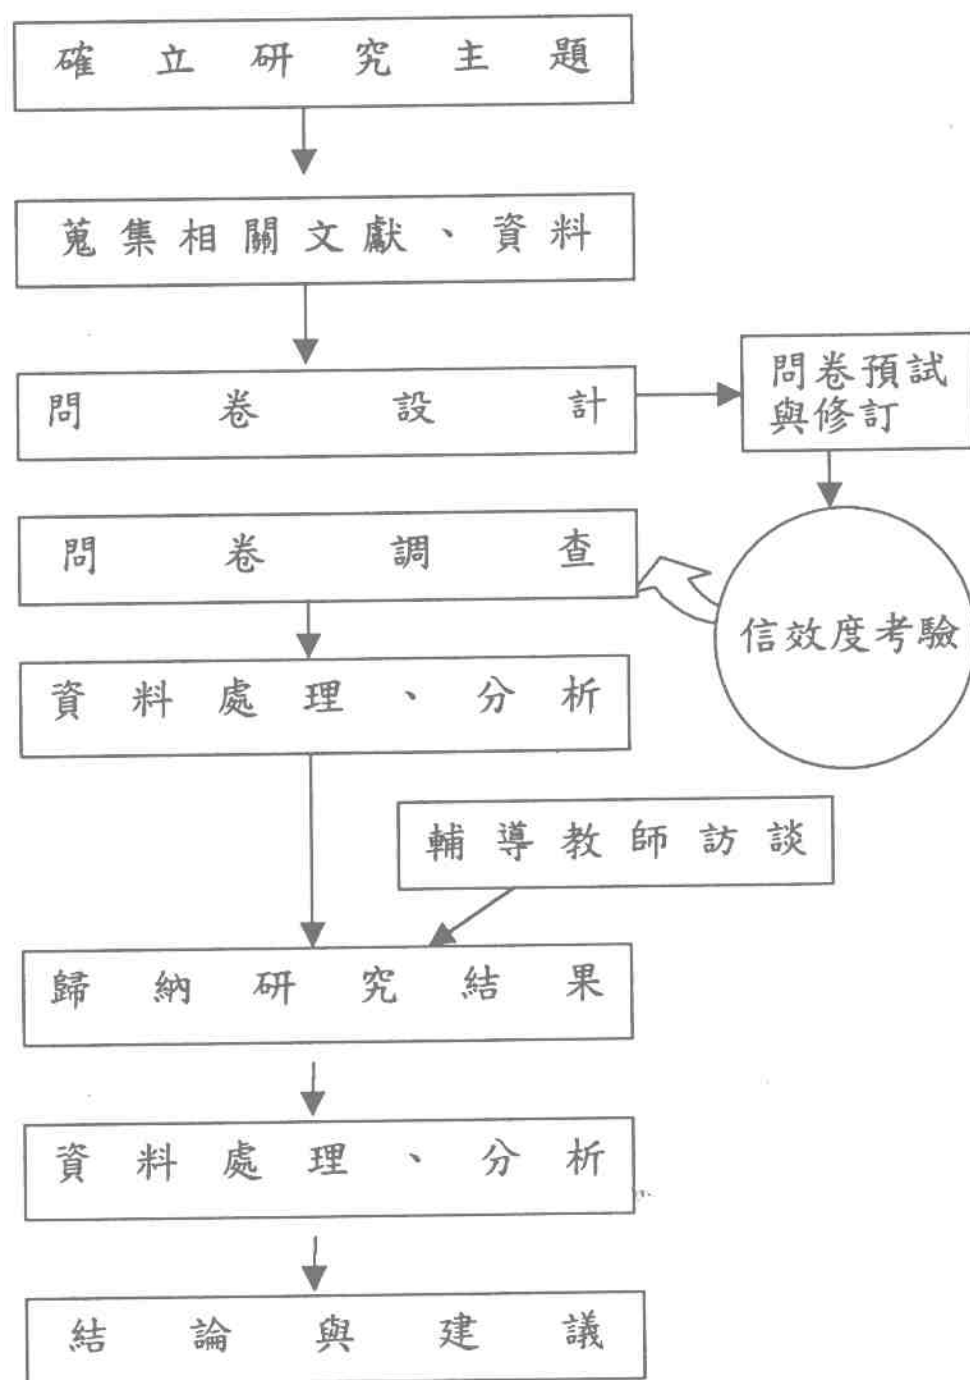 確立研究主題
蒐集相關文獻、資料
問卷設計
問卷預試
與修訂
信效度考驗
問卷調查
資料處理、分析
輔導教師訪談
歸納研究結果
資料處理、分析
結論與建議